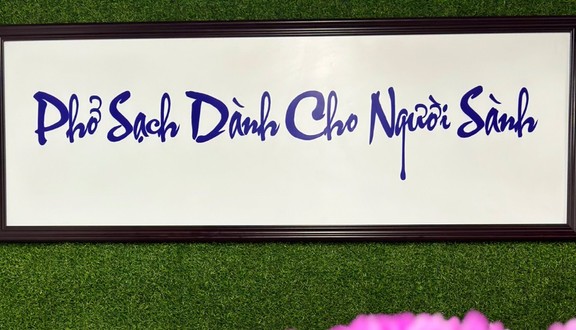 Phở Sạch Dành Cho Người Sành